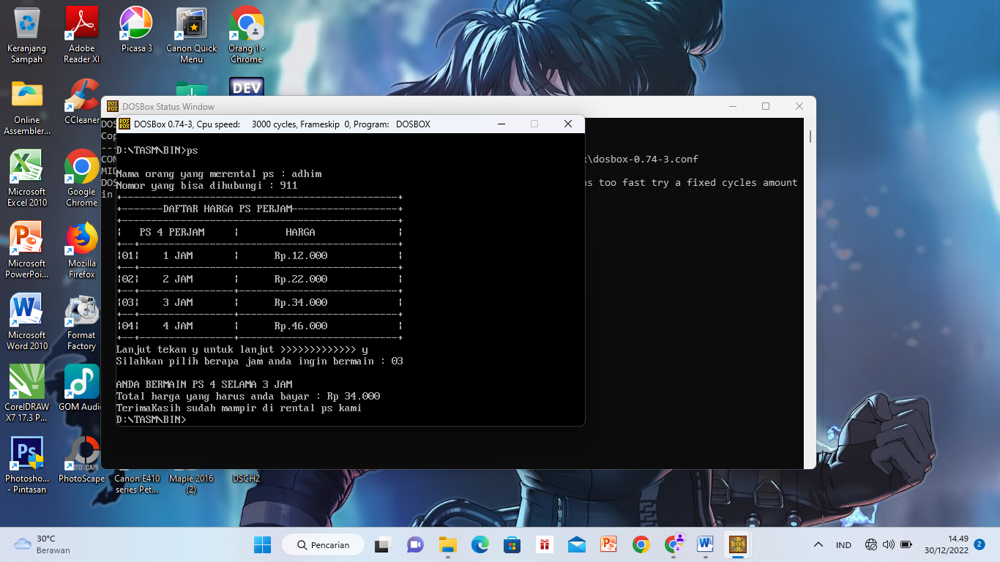 Keranjang Sampah
Adobe Reader XI
Picasa 3
Canon Quick Menu
Orang 1 - Chrome
Online Assembler...
CCleaner
DEV
Microsoft Excel 2010
Google Chrome
Microsoft PowerPoi...
Mozilla Firefox
Microsoft Word 2010
Format Factory
CorelDRAW X7 17.3 P...
GOM Audio
Photosho... - Pintasan
PhotoScape
Canon E410 series Pet...
Maple 2016 (2)
DSCH2
DOSBox Status Window
DOS
Cop
---
CON
x\dosbox-0.74-3.conf
MID
DOS
ns too fast try a fixed cycles amount
in
DOSBox 0.74-3, Cpu speed: 3000 cycles, Frameskip 0, Program: DOSBOX
D:\TASM\BIN>ps
Nama orang yang merental ps : adhim
Nomor yang bisa dihubungi : 911
+-----------------------------------------------+
+-------DAFTAR HARGA PS PERJAM------------------+
+-----------------------------------------------+
¦   PS 4 PERJAM     ¦        HARGA              ¦
+--+--------------------------------------------+
¦01¦    1 JAM       ¦      Rp.12.000            ¦
+--+----------------+---------------------------+
¦02¦    2 JAM       ¦      Rp.22.000            ¦
+--+----------------+---------------------------+
¦03¦    3 JAM       ¦      Rp.34.000            ¦
+--+----------------+---------------------------+
¦04¦    4 JAM       ¦      Rp.46.000            ¦
+--+----------------+---------------------------+
Lanjut tekan y untuk lanjut >>>>>>>>>>>>> y
Silahkan pilih berapa jam anda ingin bermain : 03
ANDA BERMAIN PS 4 SELAMA 3 JAM
Total harga yang harus anda bayar : Rp 34.000
TerimaKasih sudah mampir di rental ps kami
D:\TASM\BIN>
30°C
Berawan
Pencarian
IND
14.49
30/12/2022
2